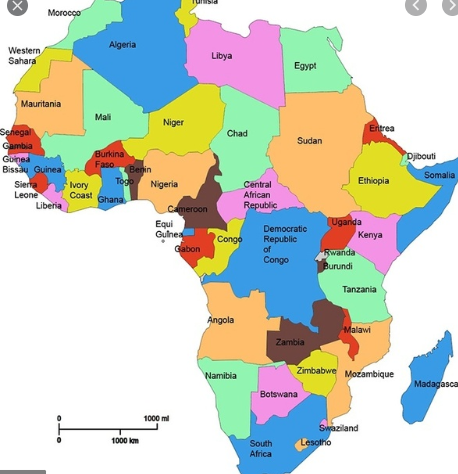 Tunisia
Morocco
Algeria
Western
Sahara
Libya
Egypt
Mauritania
Mali
Niger
Chad
Sudan
Eritrea
Senegal
Gambia
Guinea
Bissau
Guinea
Sierra
Leone
Liberia
Ivory
Coast
Burkina
Faso
Ghana
Togo
Benin
Nigeria
Cameroon
Central
African
Republic
Djibouti
Ethiopia
Somalia
Equi
Guinea
Gabon
Congo
Democratic
Republic
of
Congo
Uganda
Kenya
Rwanda
Burundi
Tanzania
Angola
Zambia
Malawi
Mozambique
Zimbabwe
Namibia
Botswana
Madagasca
Swaziland
South
Africa
Lesotho
0 1000 ml
0 1000 km